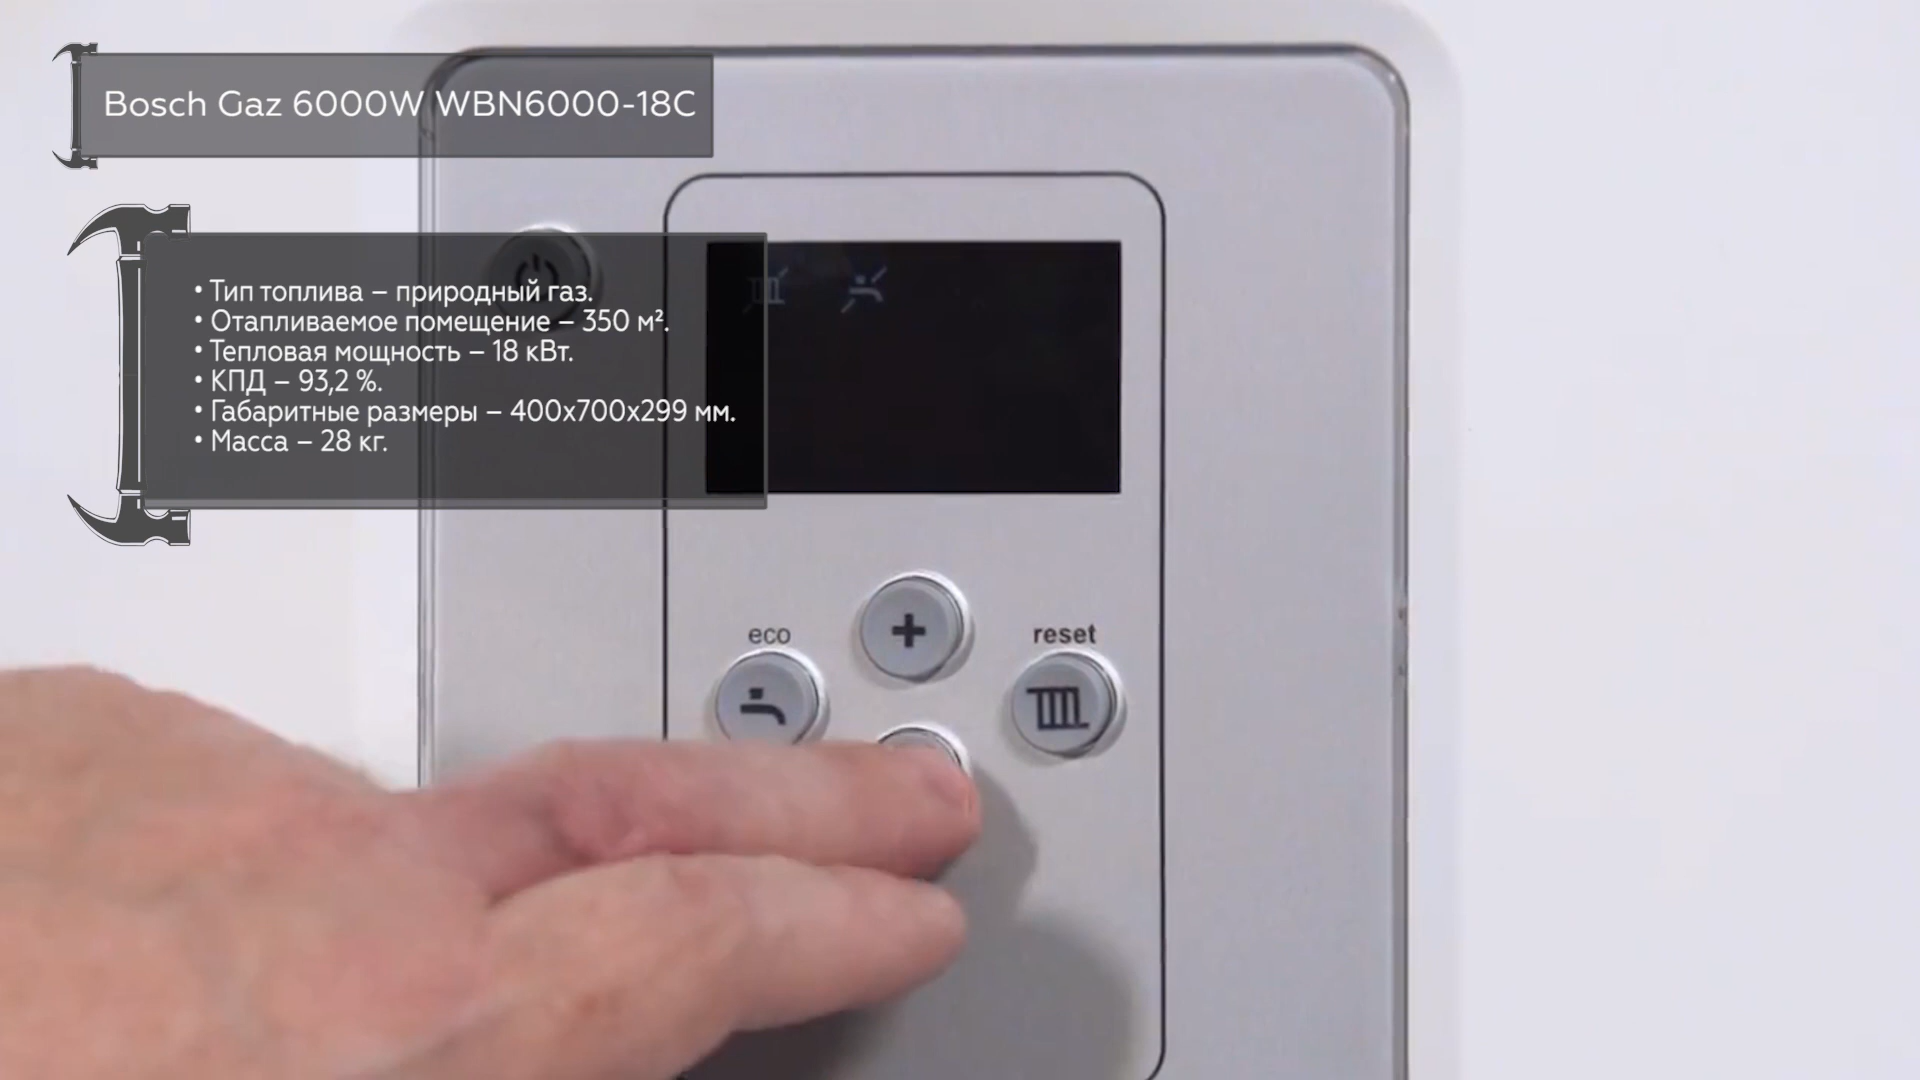 Bosch Gaz 6000W WBN6000-18C
• Тип топлива – природный газ.
• Отапливаемое помещение – 350 м².
• Тепловая мощность – 18 кВт.
• КПД – 93,2 %.
• Габаритные размеры – 400х700х299 мм.
• Масса – 28 кг.
eco
reset